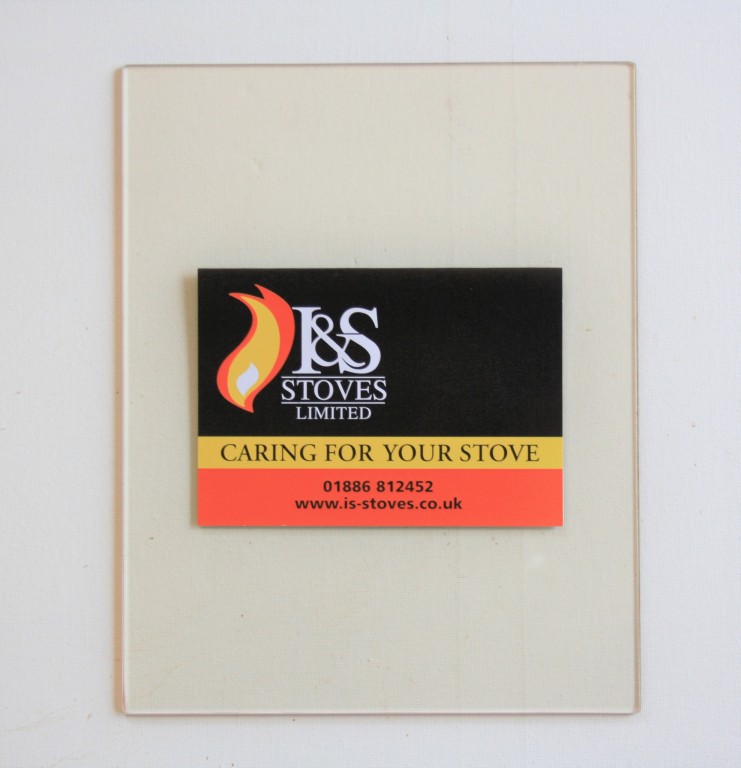 I&S
STOVES
LIMITED
CARING FOR YOUR STOVE
01886 812452
www.is-stoves.co.uk